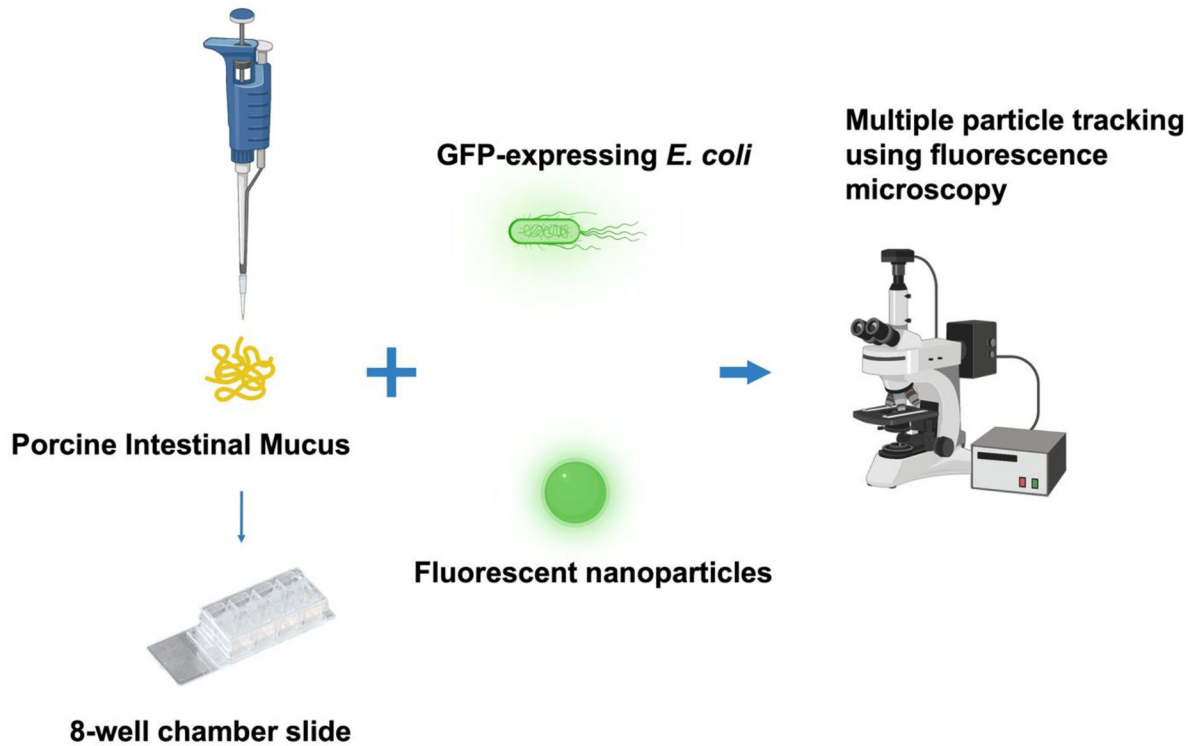 GFP-expressing E. coli
Multiple particle tracking
using fluorescence
microscopy
Porcine Intestinal Mucus
Fluorescent nanoparticles
8-well chamber slide